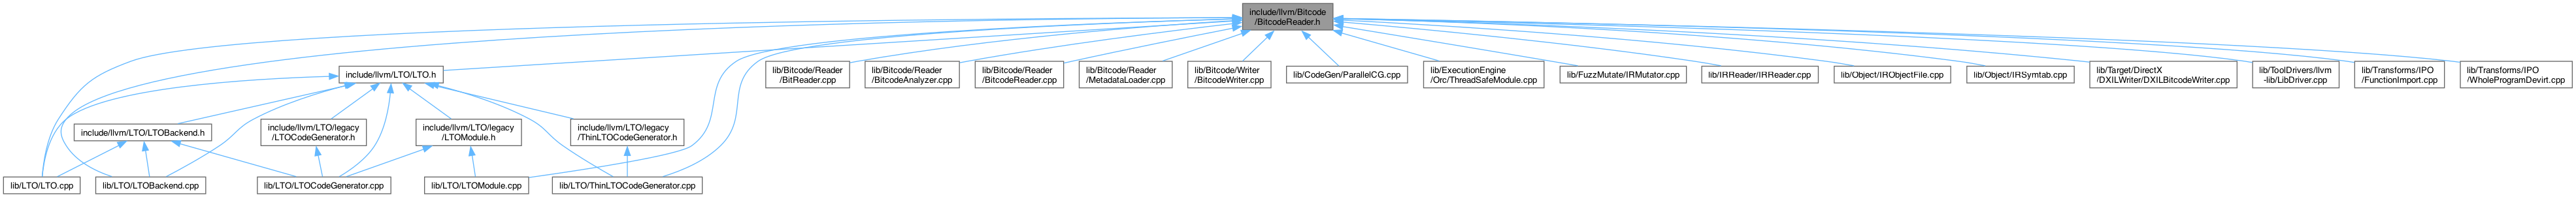 include/llvm/Bitcode
/BitcodeReader.h
include/llvm/LTO/LTO.h
lib/Bitcode/Reader
/BitReader.cpp
lib/Bitcode/Reader
/BitcodeAnalyzer.cpp
lib/Bitcode/Reader
/BitcodeReader.cpp
lib/Bitcode/Reader
/MetadataLoader.cpp
lib/Bitcode/Writer
/BitcodeWriter.cpp
lib/CodeGen/ParallelCG.cpp
lib/ExecutionEngine
/Orc/ThreadSafeModule.cpp
lib/FuzzMutate/IRMutator.cpp
lib/IRReader/IRReader.cpp
lib/Object/IRObjectFile.cpp
lib/Object/IRSymtab.cpp
lib/Target/DirectX
/DXILWriter/DXILBitcodeWriter.cpp
lib/ToolDrivers/llvm
-lib/LibDriver.cpp
lib/Transforms/IPO
/FunctionImport.cpp
lib/Transforms/IPO
/WholeProgramDevirt.cpp
include/llvm/LTO/LTOBackend.h
include/llvm/LTO/legacy
/LTOCodeGenerator.h
include/llvm/LTO/legacy
/LTOModule.h
include/llvm/LTO/legacy
/ThinLTOCodeGenerator.h
lib/LTO/LTO.cpp
lib/LTO/LTOBackend.cpp
lib/LTO/LTOCodeGenerator.cpp
lib/LTO/LTOModule.cpp
lib/LTO/ThinLTOCodeGenerator.cpp